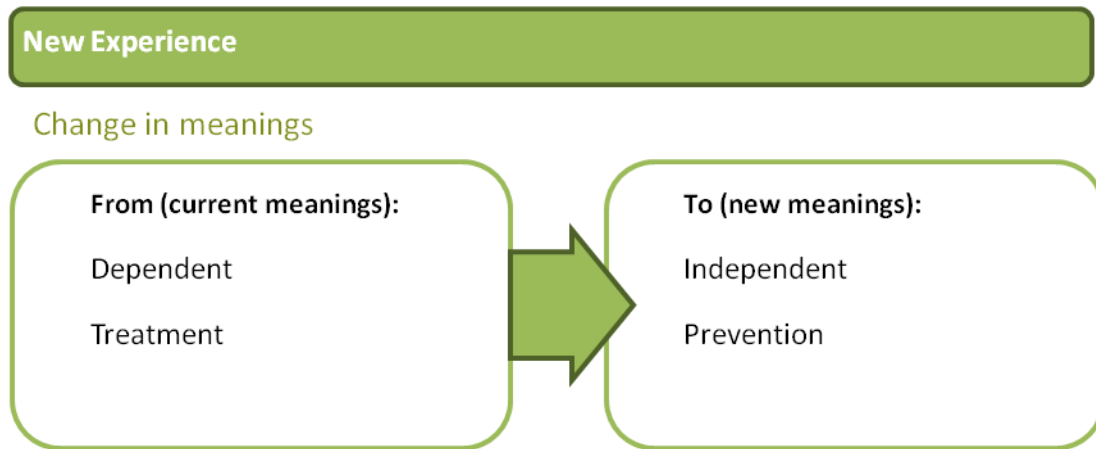 New Experience
Change in meanings
From (current meanings):
Dependent
Treatment
To (new meanings):
Independent
Prevention